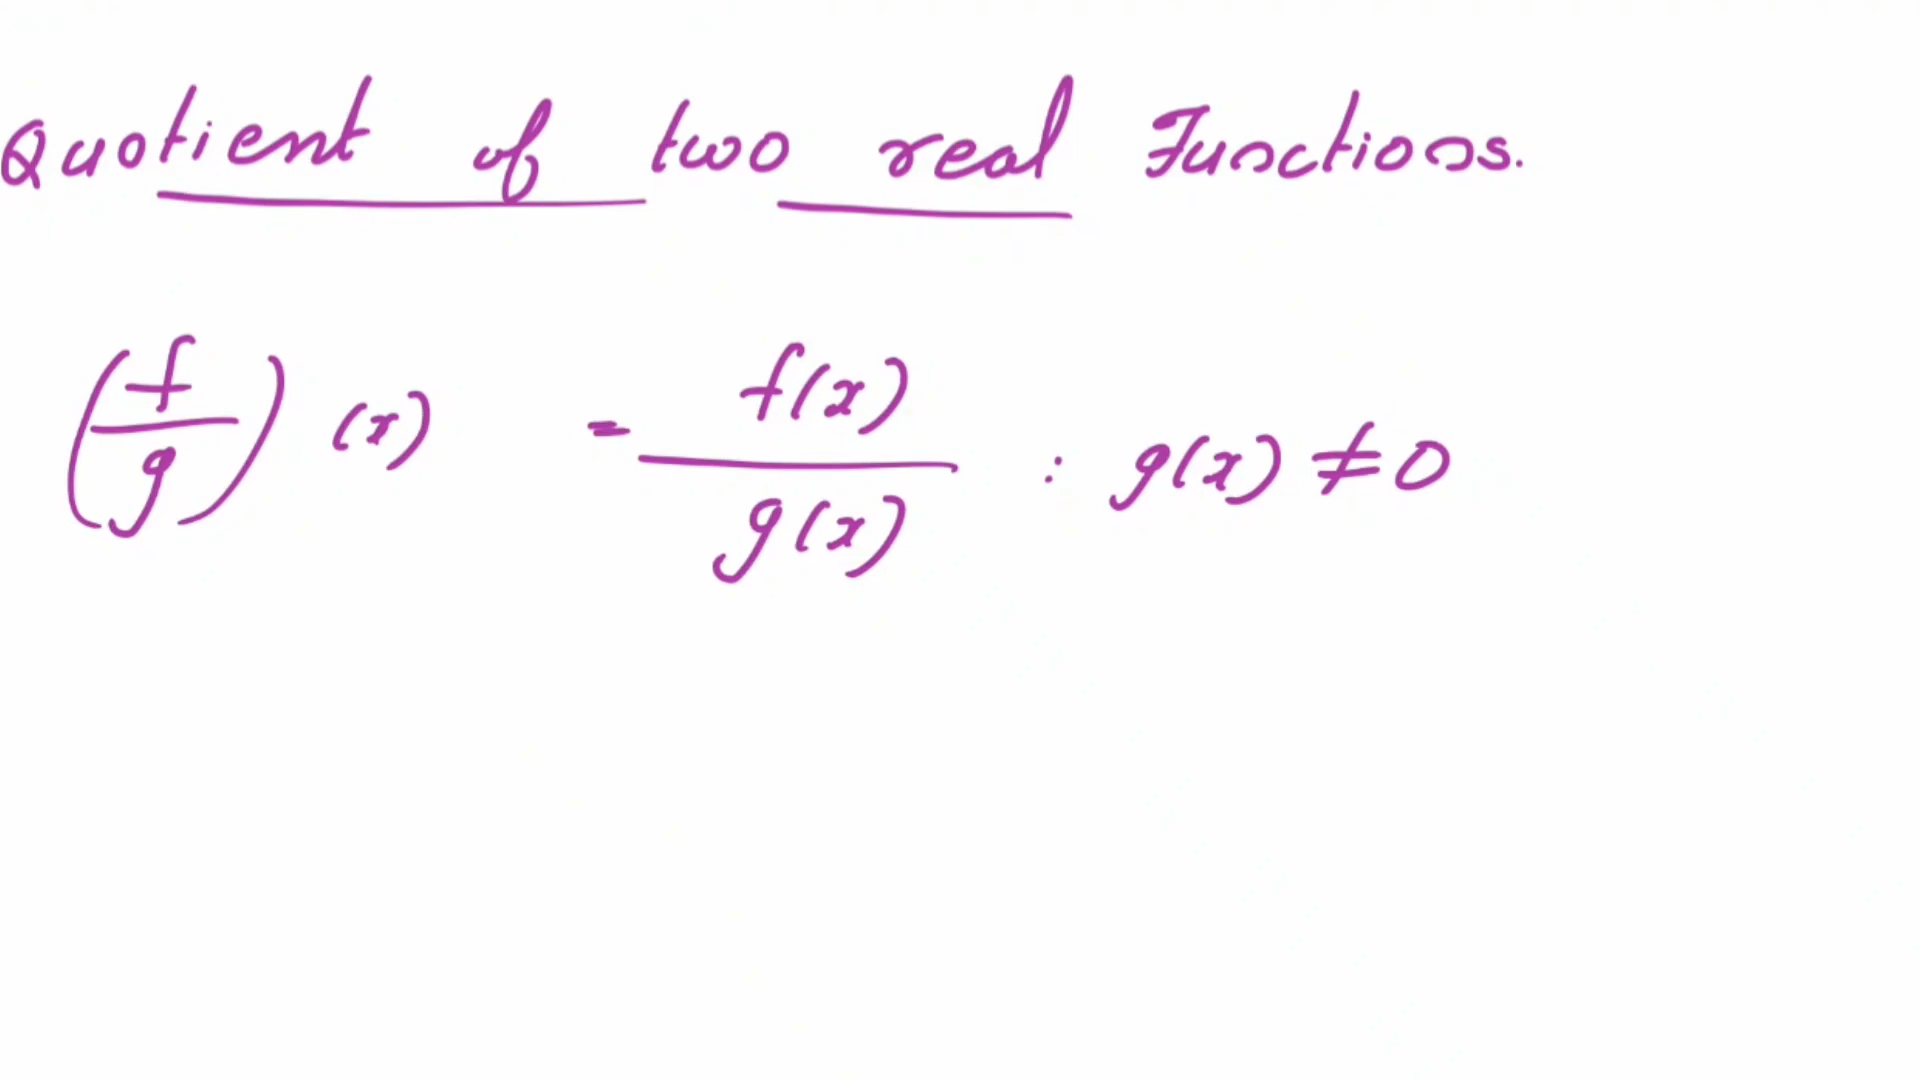 Quotient of two real Functions.
(f/g) (x) = f(x)/g(x) : g(x) ≠ 0